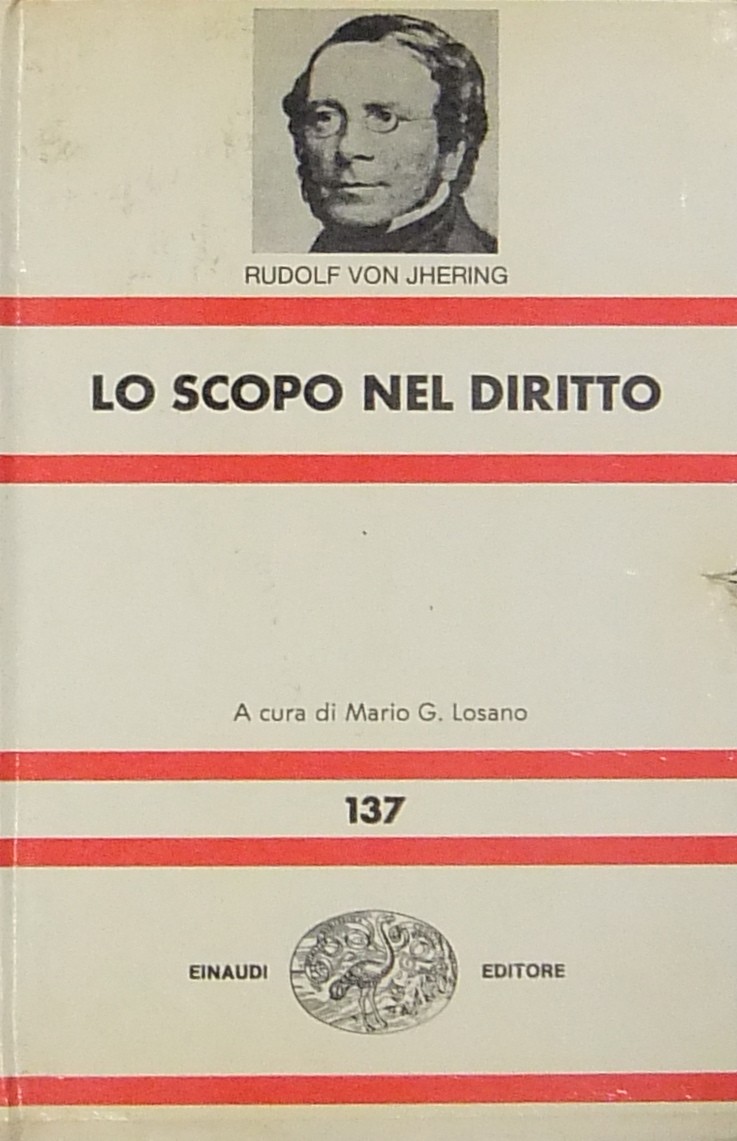 RUDOLF VON JHERING
LO SCOPO NEL DIRITTO
A cura di Mario G. Losano
137
EINAUDI EDITORE